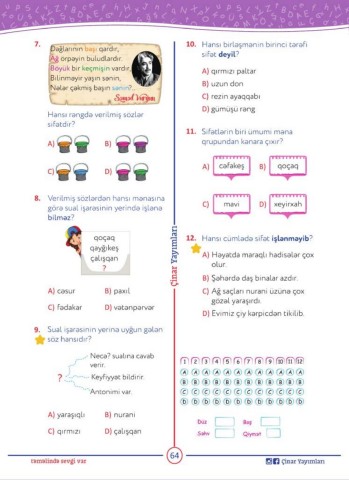 7.
Dağlarının başı qardır,
Ağ örpəyin buludlardır.
Böyük bir keçmişin vardır,
Bilinməyir yaşın sənin,
Nələr çəkmiş başın sənin?..
Səməd Vurğun
Hansı rəngdə verilmiş sözlər
sifətdir?
A)
B)
C)
D)
8. Verilmiş sözlərdən hansı mənasına
görə sual işarəsinin yerində işlənə
bilməz?
qoçaq
qayğıkeş
çalışqan
?
A) cəsur
B) paxıl
C) fədakar
D) vətənpərvər
9. Sual işarəsinin yerinə uyğun gələn
söz hansıdır?
Necə? sualına cavab
verir.
? Keyfiyyət bildirir
Antonimi var.
A) yaraşıqlı
B) nurani
C) qırmızı
D) çalışqan
10. Hansı birləşmənin birinci tərəfi
sifət deyil?
A) qırmızı paltar
B) uzun don
C) rezin ayaqqabı
D) gümüşü rəng
11. Sifətlərin biri ümumi məna
qrupundan kənara çıxır?
A) cəfakeş
B) qoçaq
C) mavi
D) xeyirxah
12. Hansı cümlədə sifət işlənməyib?
A) Həyatda maraqlı hadisələr çox
olur.
B) Şəhərdə daş binalar azdır.
C) Ağ saçları nurani üzünə çox
gözəl yaraşırdı.
D) Evimiz çiy kərpicdən tikilib.
Çinar Yayımları
1 2 3 4 5 6 7 8 9 10 11 12
A A A A A A A A A A A A
B B B B B B B B B B B B
C C C C C C C C C C C C
D D D D D D D D D D D D
Düz
Boş
Səhv
Qiymət
təməlində sevgi var
64
Çinar Yayımları